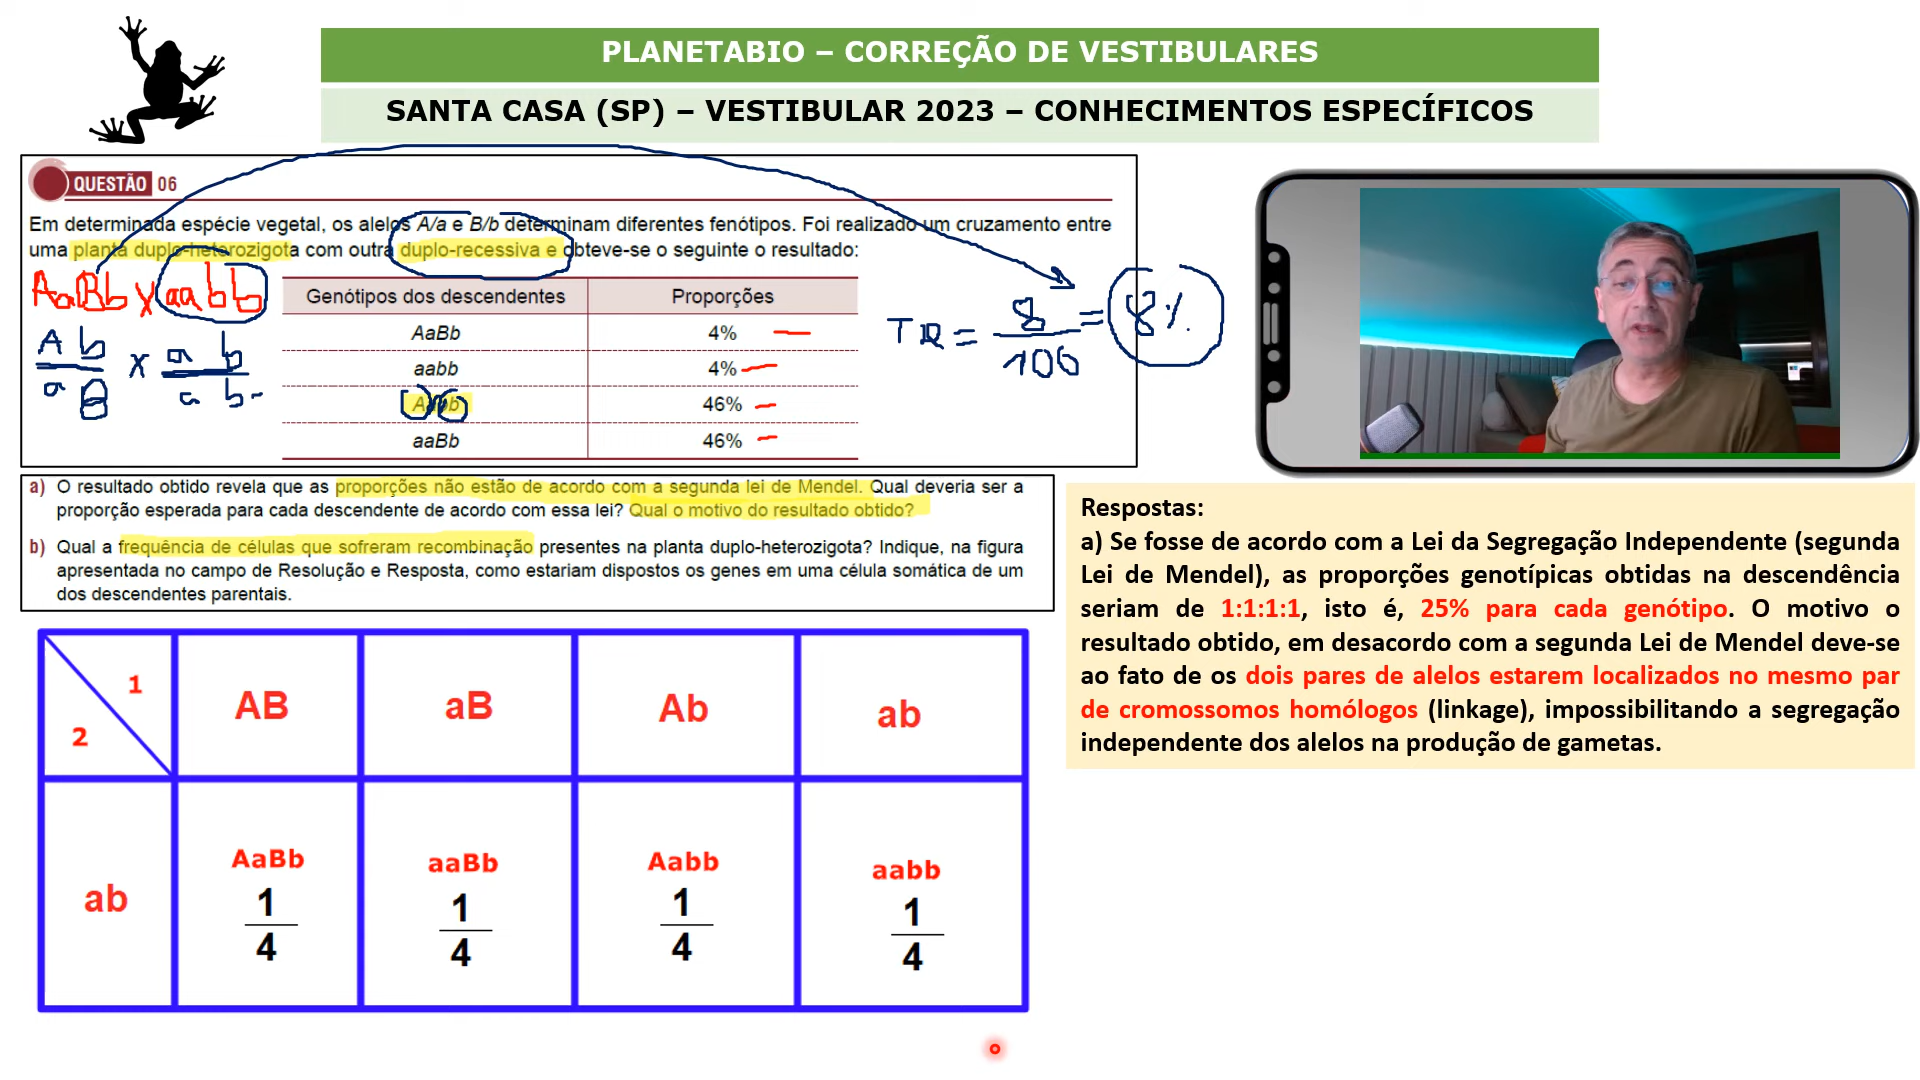 PLANETABIO – CORREÇÃO DE VESTIBULARES
SANTA CASA (SP) – VESTIBULAR 2023 – CONHECIMENTOS ESPECÍFICOS
QUESTÃO 06
Em determinada espécie vegetal, os alelos A/a e B/b determinam diferentes fenótipos. Foi realizado um cruzamento entre
uma planta duplo-heterozigota com outra duplo-recessiva e obteve-se o seguinte o resultado:
AaBb X aabb
A b
a B
X
a b
a b
Genótipos dos descendentes Proporções
AaBb 4%
aabb 4%
Aabb 46%
aaBb 46%
TR = 8/100 = 8%
a) O resultado obtido revela que as proporções não estão de acordo com a segunda lei de Mendel. Qual deveria ser a
proporção esperada para cada descendente de acordo com essa lei? Qual o motivo do resultado obtido?
b) Qual a frequência de células que sofreram recombinação presentes na planta duplo-heterozigota? Indique, na figura
apresentada no campo de Resolução e Resposta, como estariam dispostos os genes em uma célula somática de um
dos descendentes parentais.
1
2
AB aB Ab ab
ab
AaBb aaBb Aabb aabb
1 1 1 1
4 4 4 4
Respostas:
a) Se fosse de acordo com a Lei da Segregação Independente (segunda
Lei de Mendel), as proporções genotípicas obtidas na descendência
seriam de 1:1:1:1, isto é, 25% para cada genótipo. O motivo o
resultado obtido, em desacordo com a segunda Lei de Mendel deve-se
ao fato de os dois pares de alelos estarem localizados no mesmo par
de cromossomos homólogos (linkage), impossibilitando a segregação
independente dos alelos na produção de gametas.